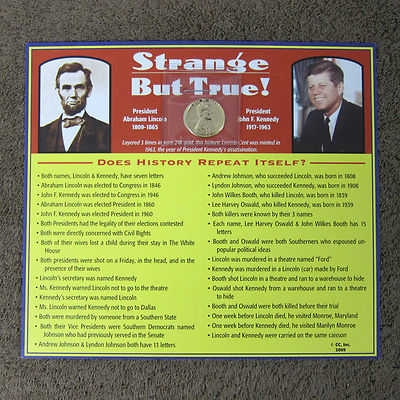 Strange
But True!
President
Abraham Lincoln
1809-1865
President
John F. Kennedy
1917-1963
Layered 3 times in pure 24kt gold, this historic Lincoln Cent was minted in
1963, the year of President Kennedy's assassination.
DOES HISTORY REPEAT ITSELF?
• Both names, Lincoln & Kennedy, have seven letters
• Abraham Lincoln was elected to Congress in 1846
• John F. Kennedy was elected to Congress in 1946
• Abraham Lincoln was elected President in 1860
• John F. Kennedy was elected President in 1960
• Both Presidents had the legality of their elections contested
• Both were directly concerned with Civil Rights
• Both of their wives lost a child during their stay in The White
House
• Both presidents were shot on a Friday, in the head, and in the
presence of their wives
• Lincoln's secretary was named Kennedy
• Ms. Kennedy warned Lincoln not to go to the theatre
• Kennedy's secretary was named Lincoln
• Ms. Lincoln warned Kennedy not to go to Dallas
• Both were murdered by someone from a Southern State
• Both their Vice Presidents were Southern Democrats named
Johnson who had previously served in the Senate
• Andrew Johnson & Lyndon Johnson both have 13 letters
• Andrew Johnson, who succeeded Lincoln, was born in 1808
• Lyndon Johnson, who succeeded Kennedy, was born in 1908
• John Wilkes Booth, who killed Lincoln, was born in 1839
• Lee Harvey Oswald, who killed Kennedy, was born in 1939
• Both killers were known by their 3 names
• Each name, Lee Harvey Oswald & John Wilkes Booth has 15
letters
• Booth and Oswald were both Southerners who espoused un-
popular political ideas
• Lincoln was murdered in a theatre named "Ford"
• Kennedy was murdered in a Lincoln (car) made by Ford
• Booth shot Lincoln in a theatre and ran to a warehouse to hide
• Oswald shot Kennedy from a warehouse and ran to a theatre
to hide
• Booth and Oswald were both killed before their trial
• One week before Lincoln died, he visited Monroe, Maryland
• One week before Kennedy died, he visited Marilyn Monroe
• Lincoln and Kennedy were carried on the same caisson
© CC, Inc.
2009